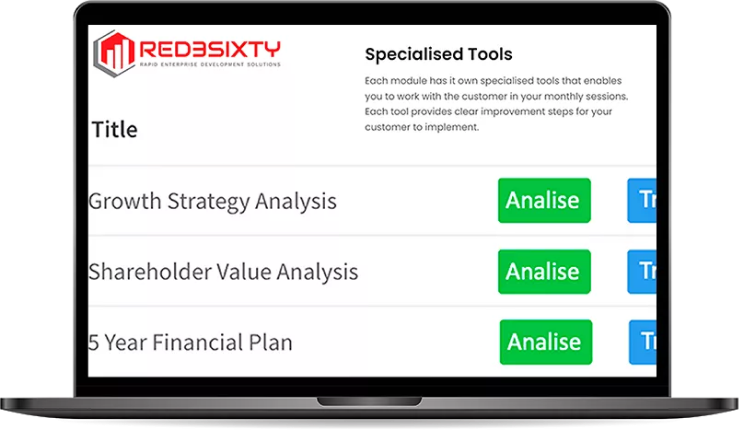 RED3SIXTY
RAPID ENTERPRISE DEVELOPMENT SOLUTIONS
Specialised Tools
Each module has it own specialised tools that enables
you to work with the customer in your monthly sessions.
Each tool provides clear improvement steps for your
customer to implement.
Title
Growth Strategy Analysis Analise Tr
Shareholder Value Analysis Analise Tr
5 Year Financial Plan Analise Tr